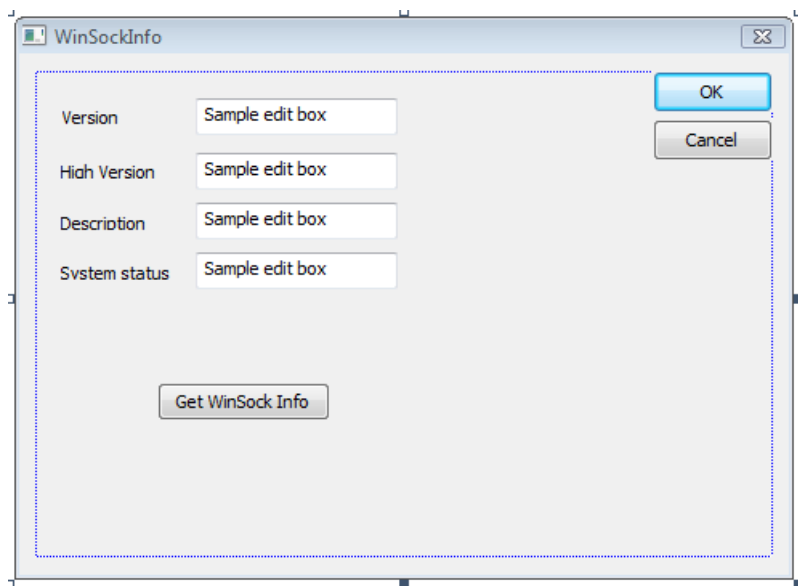 WinSockInfo
OK
Version Sample edit box
Cancel
High Version Sample edit box
Description Sample edit box
System status Sample edit box
Get WinSock Info